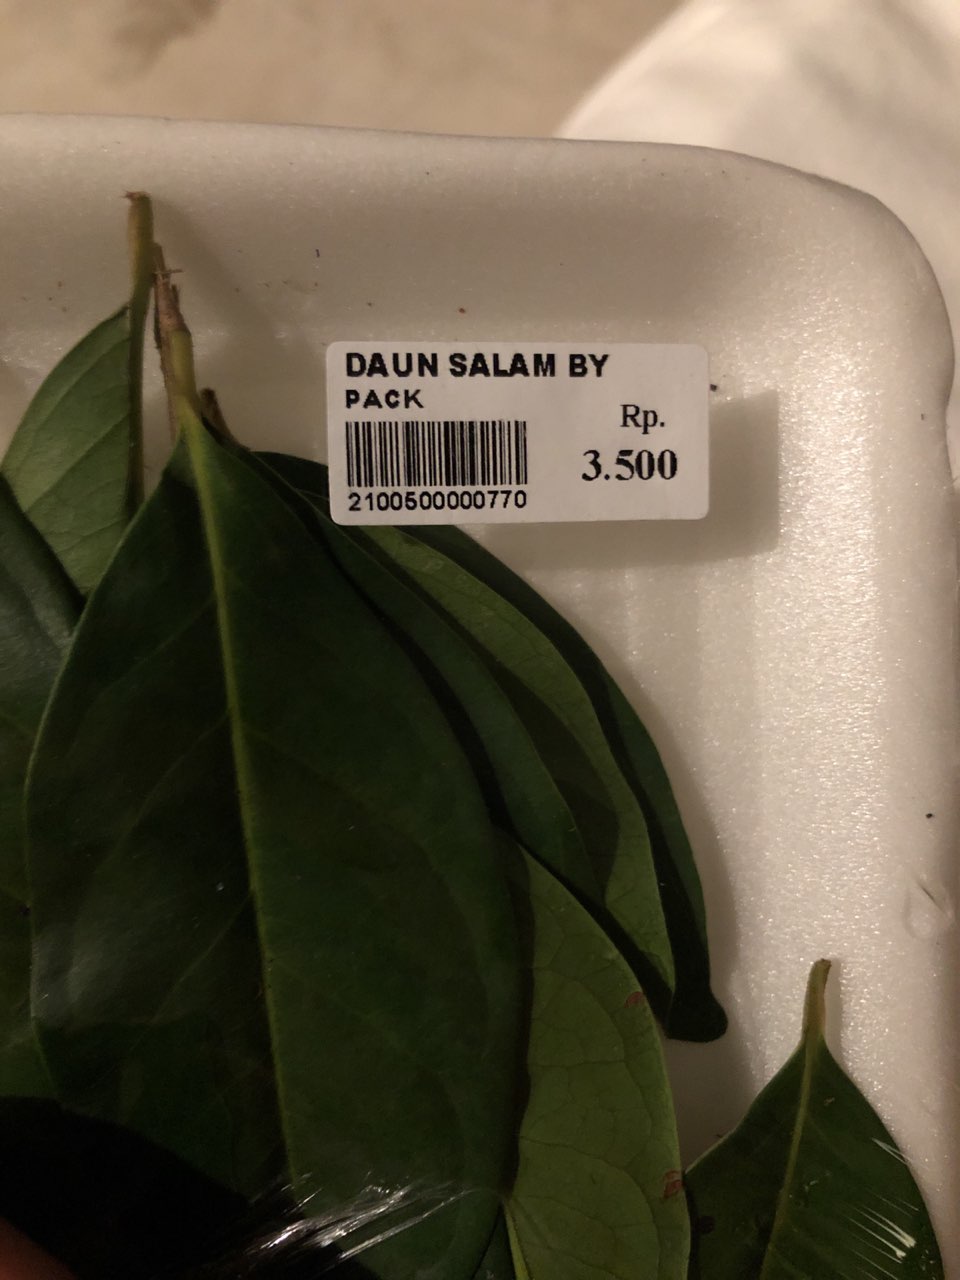 DAUN SALAM BY
PACK
Rp.
3.500
2100500000770